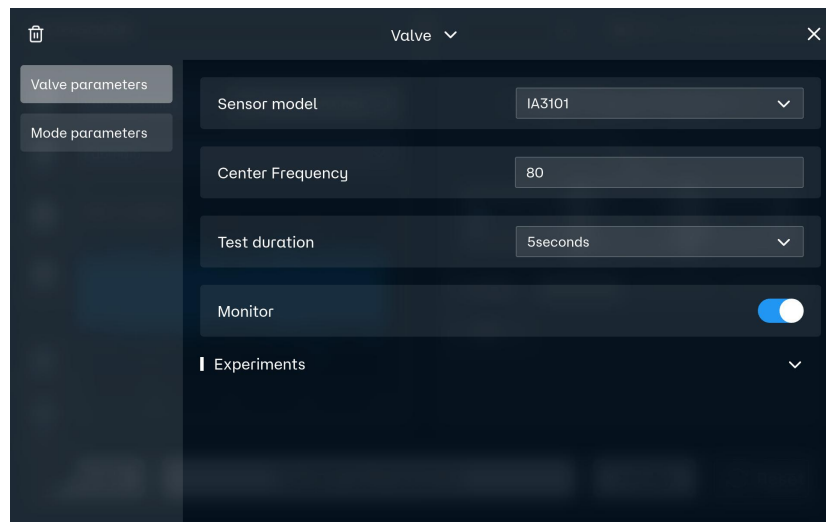 Valve
Valve parameters
Mode parameters
Sensor model
IA3101
Center Frequency
80
Test duration
5seconds
Monitor
Experiments